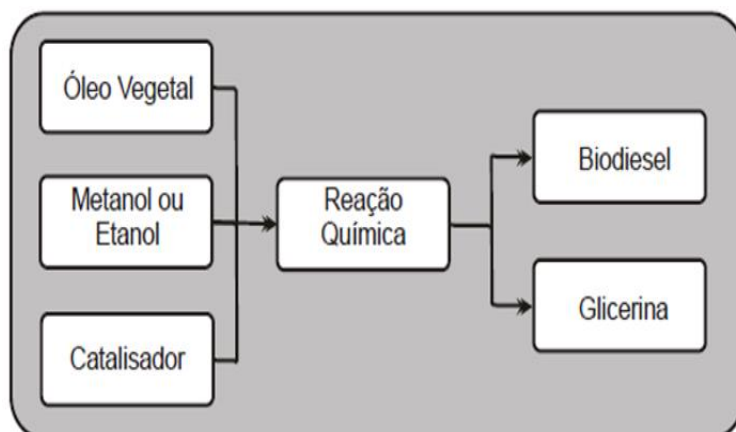 Óleo Vegetal
Metanol ou
Etanol
Catalisador
Reação
Química
Biodiesel
Glicerina